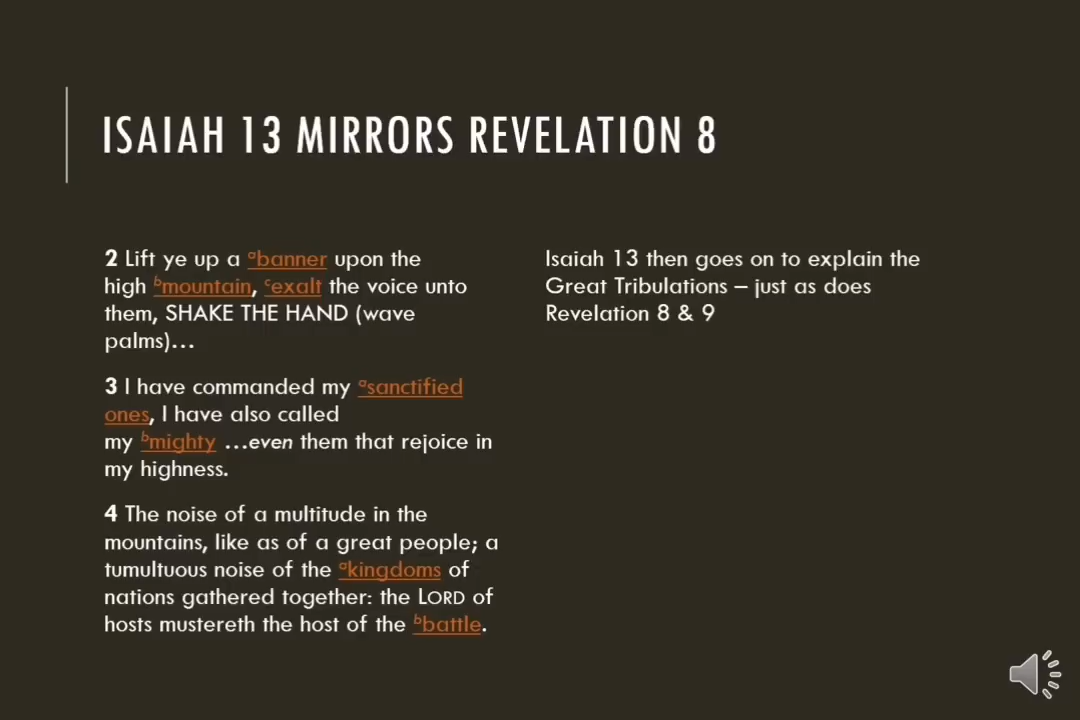 ISAIAH 13 MIRRORS REVELATION 8
2 Lift ye up a ᵃbanner upon the
high ᵇmountain, ᶜexalt the voice unto
them, SHAKE THE HAND (wave
palms)…
3 I have commanded my ᵃsanctified
ones, I have also called
my ᵇmighty …even them that rejoice in
my highness.
4 The noise of a multitude in the
mountains, like as of a great people; a
tumultuous noise of the ᵃkingdoms of
nations gathered together: the LORD of
hosts mustereth the host of the ᵇbattle.
Isaiah 13 then goes on to explain the
Great Tribulations – just as does
Revelation 8 & 9